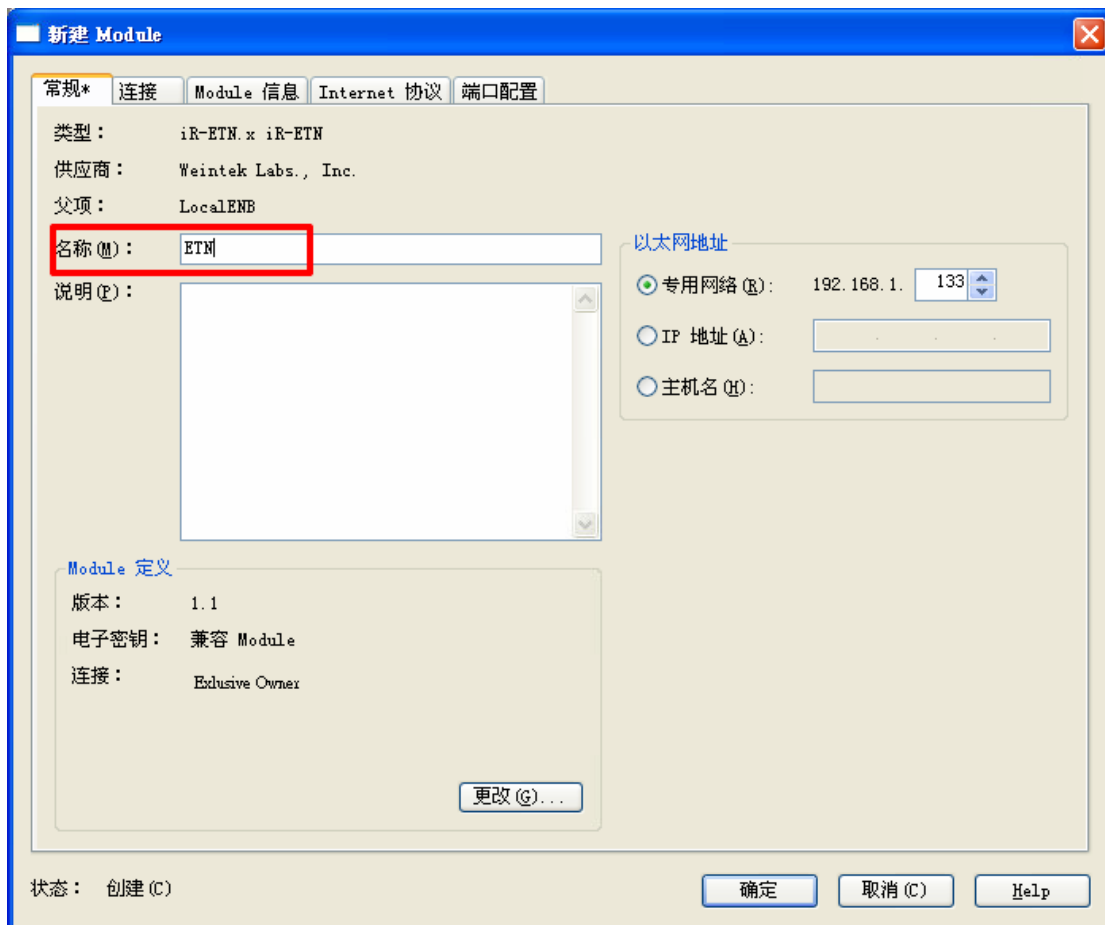 新建 Module
常规* 连接 Module 信息 Internet 协议 端口配置
类型： iR-ETN.x iR-ETN
供应商： Weintek Labs., Inc.
父项： LocalENB
名称(M)： ETN
说明(P)：
以太网地址
专用网络(R): 192.168.1. 133
IP 地址(A):
主机名(H):
Module 定义
版本： 1.1
电子密钥： 兼容 Module
连接： Exlusive Owner
更改(G)...
状态： 创建(C)
确定 取消(C) Help